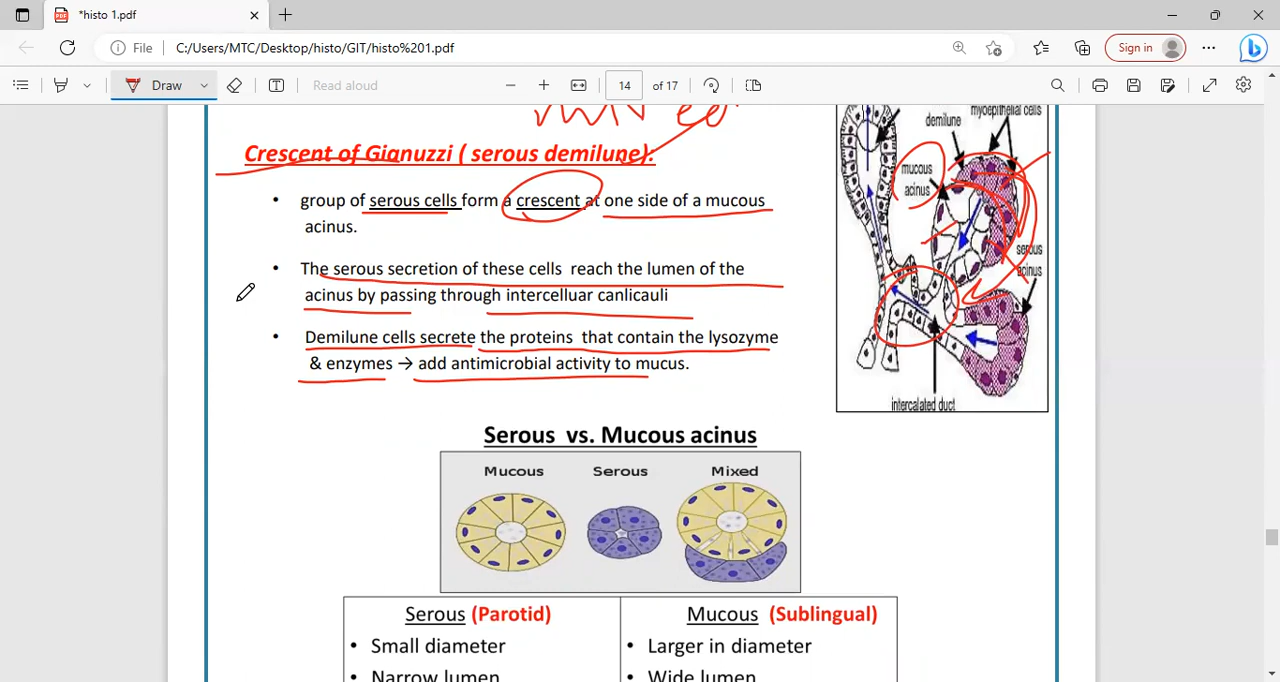 *histo 1.pdf
File C:/Users/MTC/Desktop/histo/GIT/histo%201.pdf Sign in
Draw Read aloud 14 of 17
mixed
myoepithelial cells
demilune
Crescent of Gianuzzi ( serous demilune):
mucous
acinus
• group of serous cells form a crescent at one side of a mucous
acinus.
serous
acinus
• The serous secretion of these cells reach the lumen of the
acinus by passing through intercelluar canlicauli
• Demilune cells secrete the proteins that contain the lysozyme
& enzymes → add antimicrobial activity to mucus.
intercalated duct
Serous vs. Mucous acinus
Mucous Serous Mixed
Serous (Parotid) Mucous (Sublingual)
• Small diameter • Larger in diameter
• Narrow lumen • Wide lumen